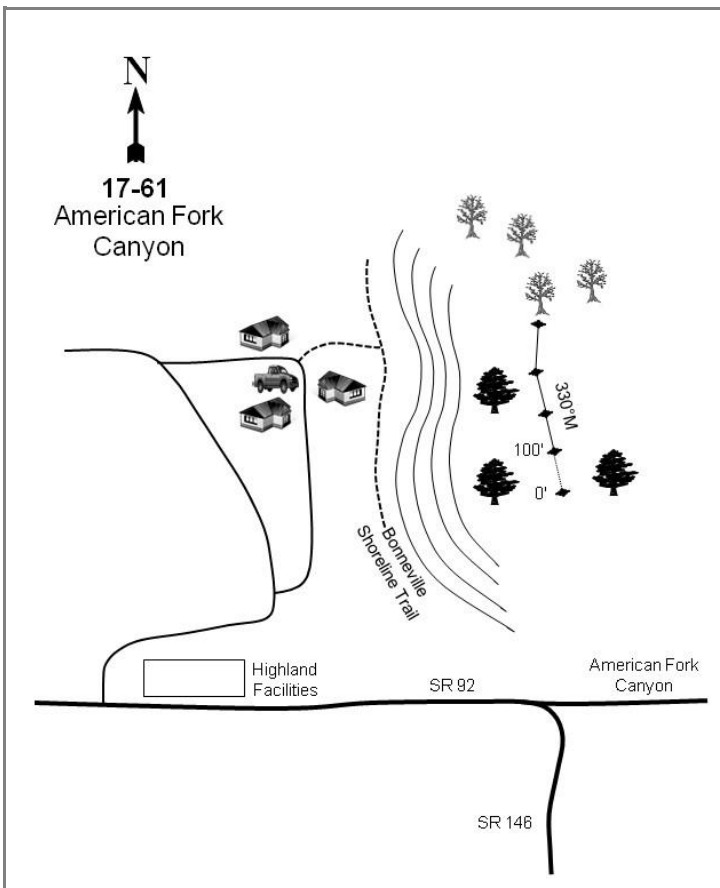 N
17-61
American Fork
Canyon
330°M
100'
0'
Bonneville
Shoreline Trail
Highland
Facilities
SR 92
American Fork
Canyon
SR 146